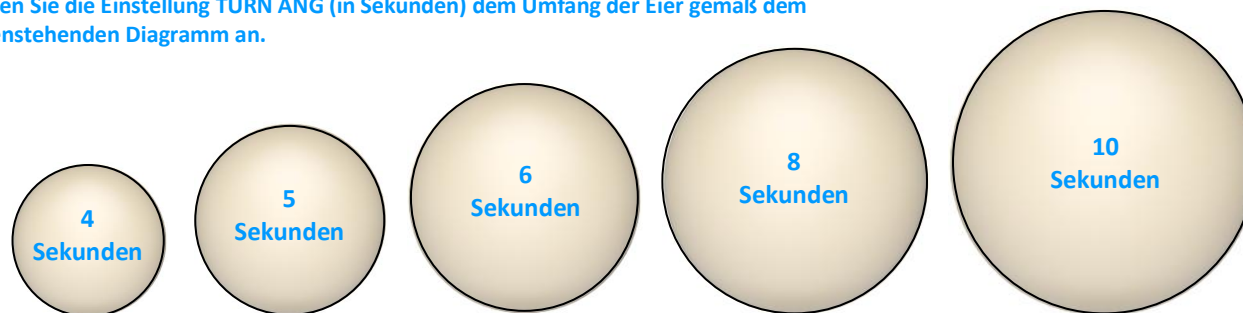 en Sie die Einstellung TURN ANG (in Sekunden) dem Umfang der Eier gemäß dem
enstehenden Diagramm an.
4
Sekunden
5
Sekunden
6
Sekunden
8
Sekunden
10
Sekunden